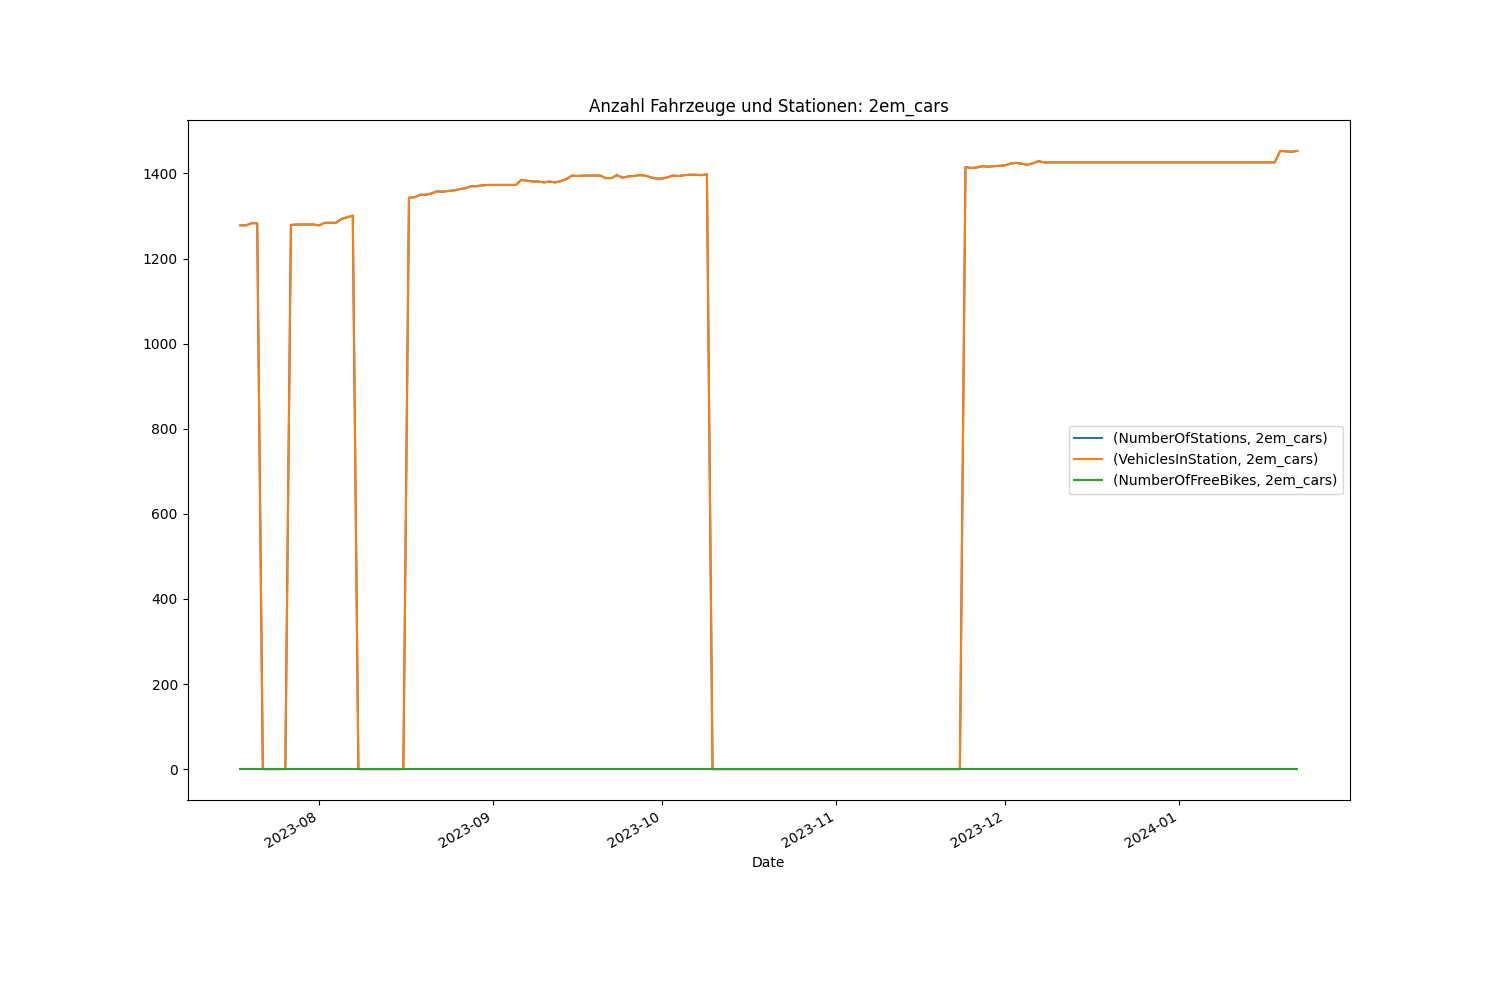 Anzahl Fahrzeuge und Stationen: 2em_cars
1400
1200
1000
800
600
400
200
0
(NumberOfStations, 2em_cars)
(VehiclesInStation, 2em_cars)
(NumberOfFreeBikes, 2em_cars)
2023-08
2023-09
2023-10
2023-11
2023-12
2024-01
Date